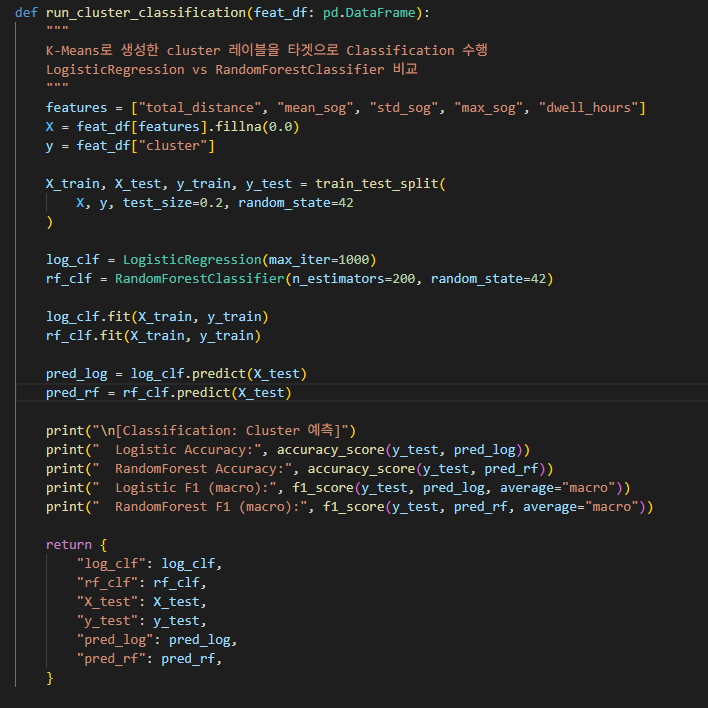 def run_cluster_classification(feat_df: pd.DataFrame):
    """
    K-Means로 생성한 cluster 레이블을 타겟으로 Classification 수행
    LogisticRegression vs RandomForestClassifier 비교
    """
    features = ["total_distance", "mean_sog", "std_sog", "max_sog", "dwell_hours"]
    X = feat_df[features].fillna(0.0)
    y = feat_df["cluster"]

    X_train, X_test, y_train, y_test = train_test_split(
        X, y, test_size=0.2, random_state=42
    )

    log_clf = LogisticRegression(max_iter=1000)
    rf_clf = RandomForestClassifier(n_estimators=200, random_state=42)

    log_clf.fit(X_train, y_train)
    rf_clf.fit(X_train, y_train)

    pred_log = log_clf.predict(X_test)
    pred_rf = rf_clf.predict(X_test)

    print("\n[Classification: Cluster 예측]")
    print("  Logistic Accuracy:", accuracy_score(y_test, pred_log))
    print("  RandomForest Accuracy:", accuracy_score(y_test, pred_rf))
    print("  Logistic F1 (macro):", f1_score(y_test, pred_log, average="macro"))
    print("  RandomForest F1 (macro):", f1_score(y_test, pred_rf, average="macro"))

    return {
        "log_clf": log_clf,
        "rf_clf": rf_clf,
        "X_test": X_test,
        "y_test": y_test,
        "pred_log": pred_log,
        "pred_rf": pred_rf,
    }